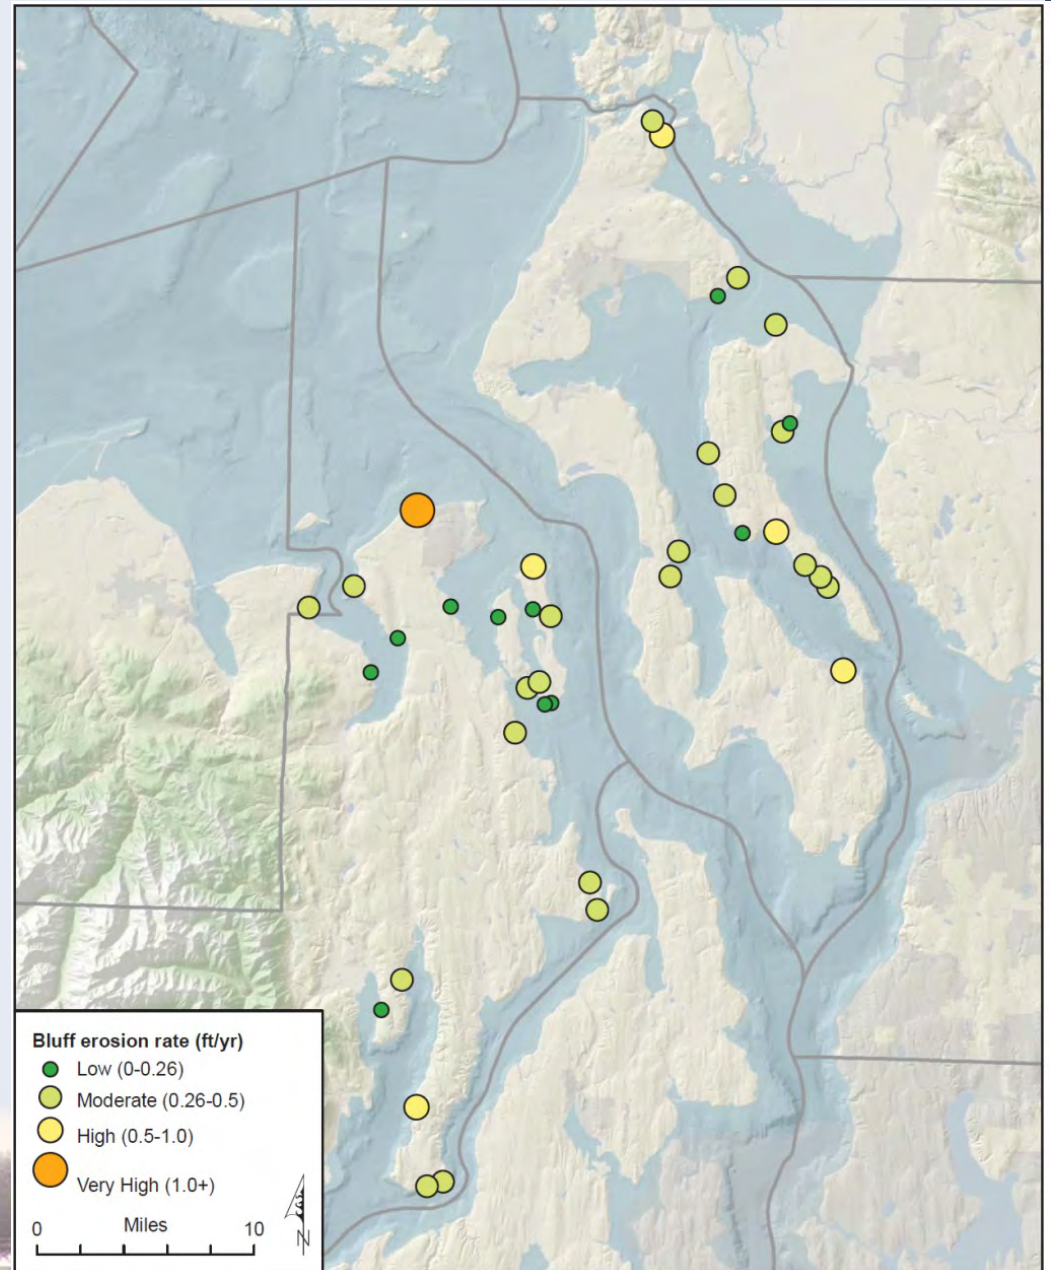 Bluff erosion rate (ft/yr)
Low (0-0.26)
Moderate (0.26-0.5)
High (0.5-1.0)
Very High (1.0+)
0 Miles 10
N